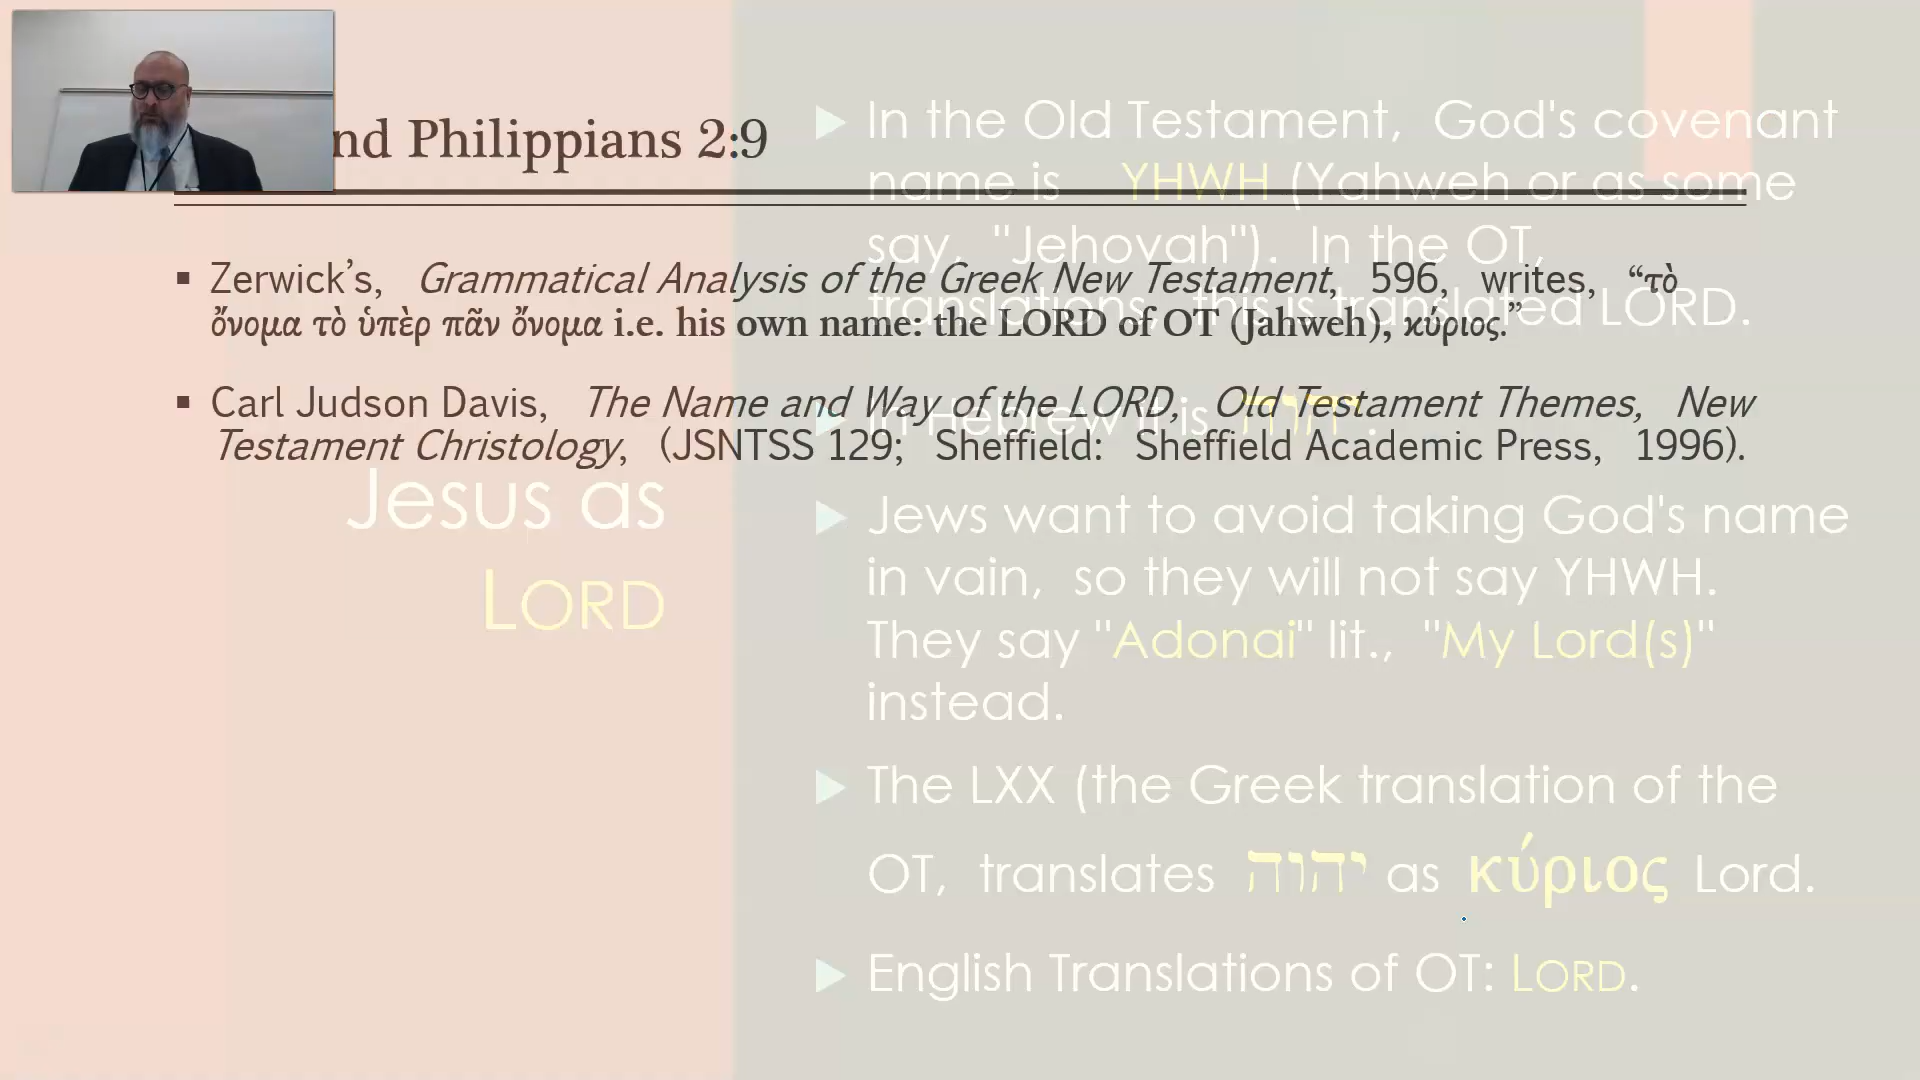 nd Philippians 2:9
▪ Zerwick’s, Grammatical Analysis of the Greek New Testament, 596, writes, “τὸ
ὄνομα τὸ ὑπὲρ πᾶν ὄνομα i.e. his own name: the LORD of OT (Jahweh), κύριος.”
▪ Carl Judson Davis, The Name and Way of the LORD, Old Testament Themes, New
Testament Christology, (JSNTSS 129; Sheffield: Sheffield Academic Press, 1996).
Jesus as
LORD
In the Old Testament, God's covenant
name is YHWH (Yahweh or as some
say, "Jehovah"). In the OT,
translations, this is translated LORD.
In Hebrew it is יהוה.
Jews want to avoid taking God's name
in vain, so they will not say YHWH.
They say "Adonai" lit., "My Lord(s)"
instead.
The LXX (the Greek translation of the
OT, translates יהוה as κύριος Lord.
English Translations of OT: LORD.